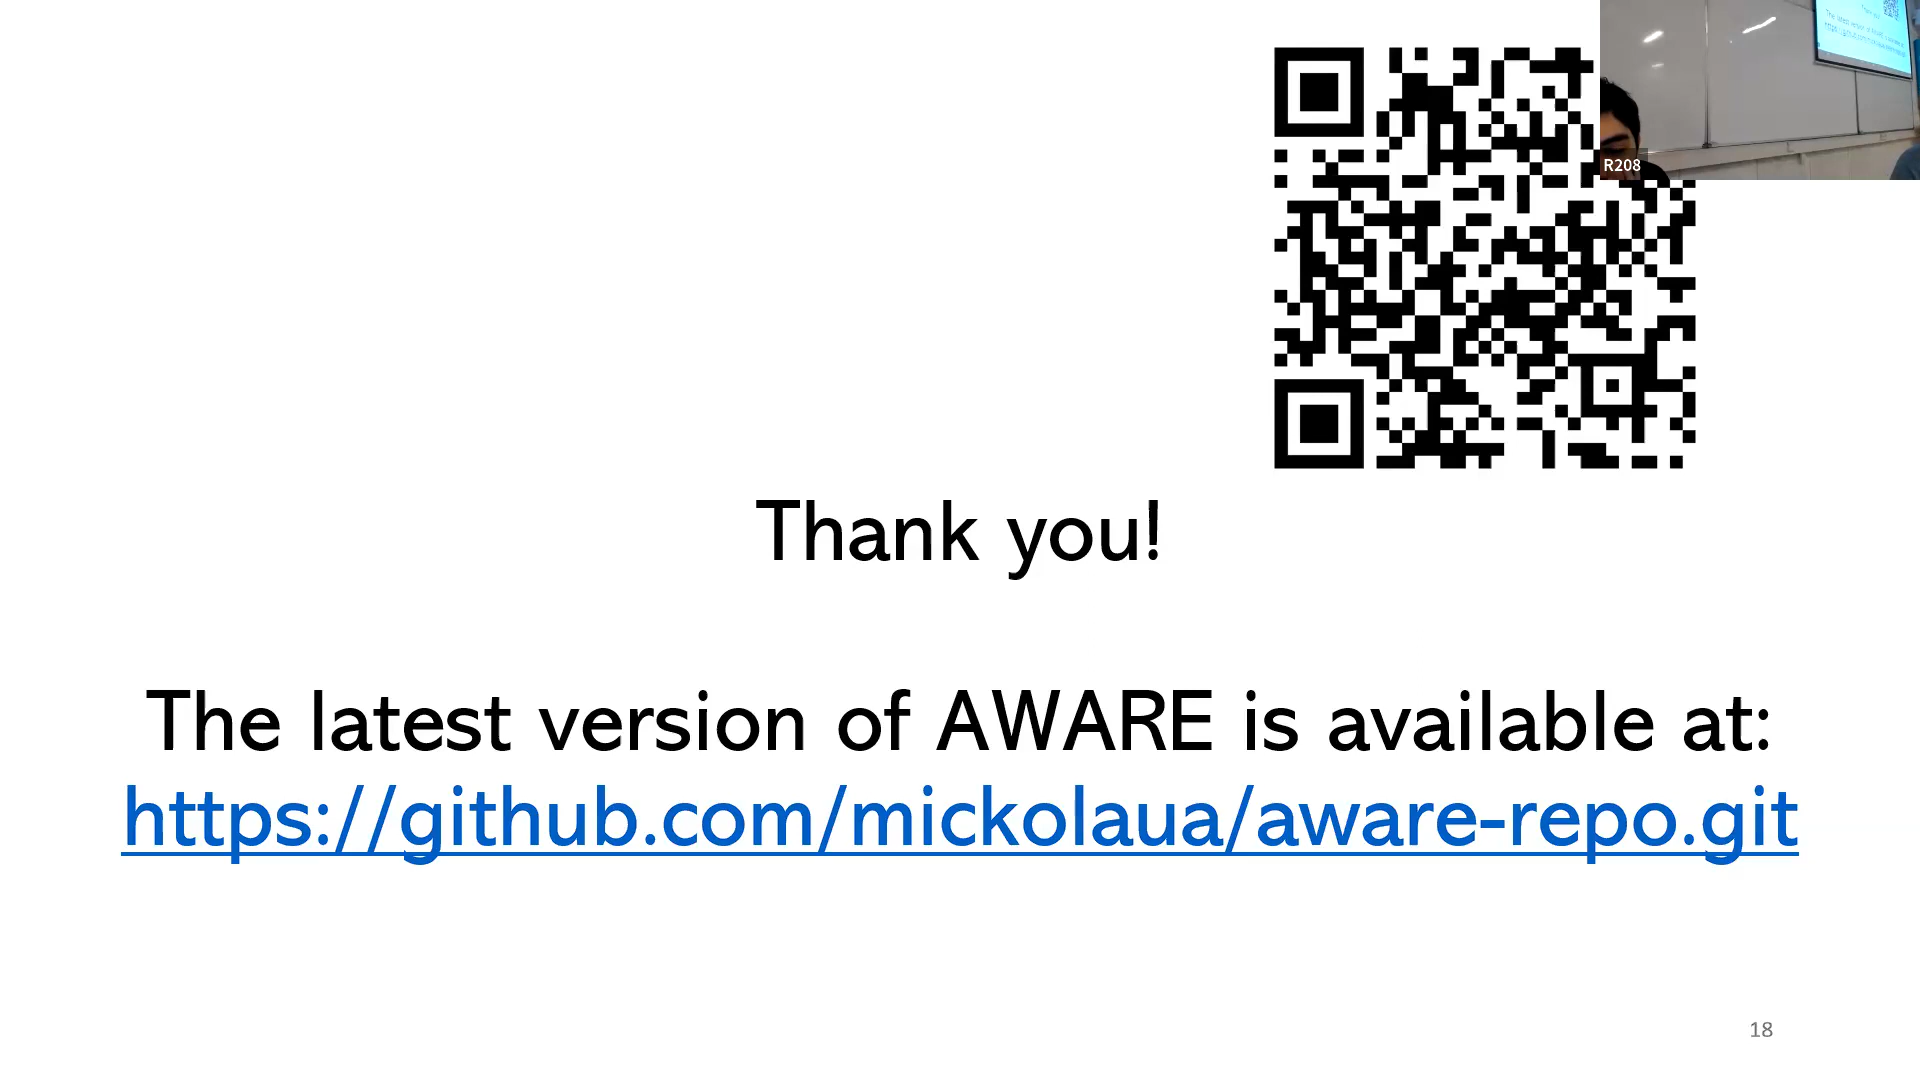 R208
Thank you!
The latest version of AWARE is available at:
https://github.com/mickolaua/aware-repo.git
18